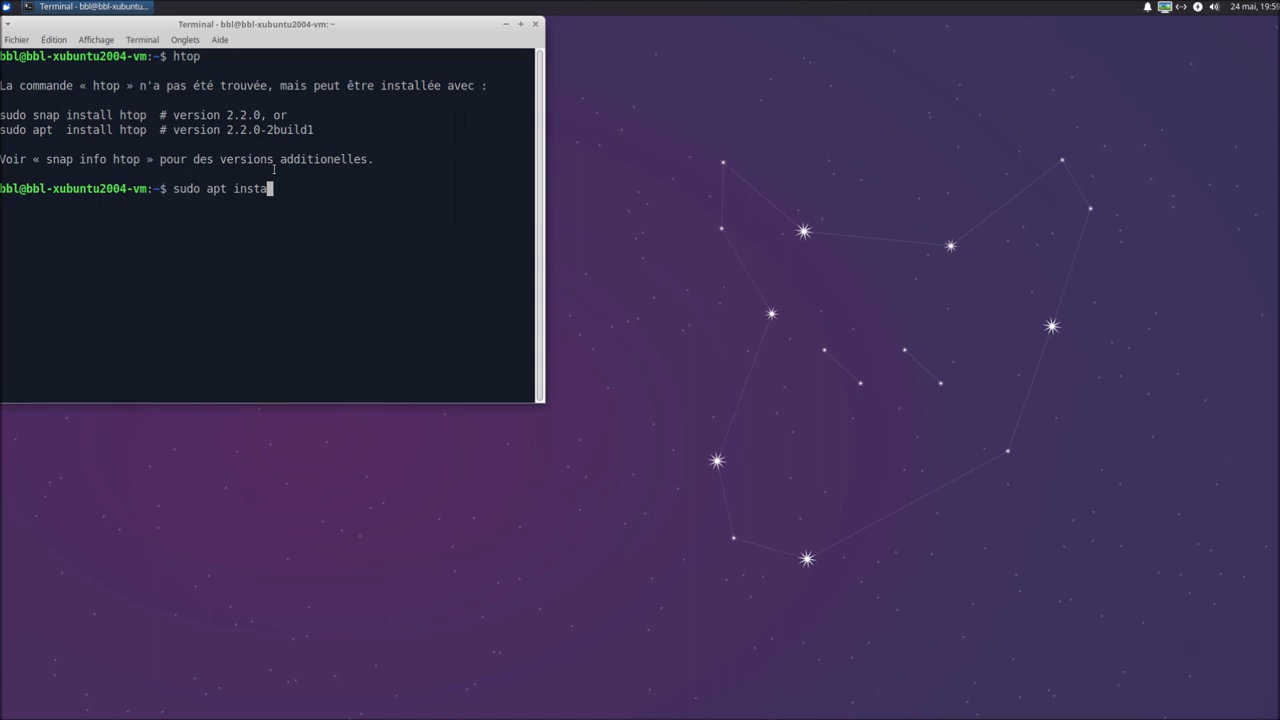 Terminal - bbl@bbl-xubuntu...
24 mai, 19:59
Terminal - bbl@bbl-xubuntu2004-vm: ~
Fichier Édition Affichage Terminal Onglets Aide
bbl@bbl-xubuntu2004-vm:~$ htop
La commande « htop » n'a pas été trouvée, mais peut être installée avec :
sudo snap install htop  # version 2.2.0, or
sudo apt  install htop  # version 2.2.0-2build1
Voir « snap info htop » pour des versions additionelles.
bbl@bbl-xubuntu2004-vm:~$ sudo apt insta